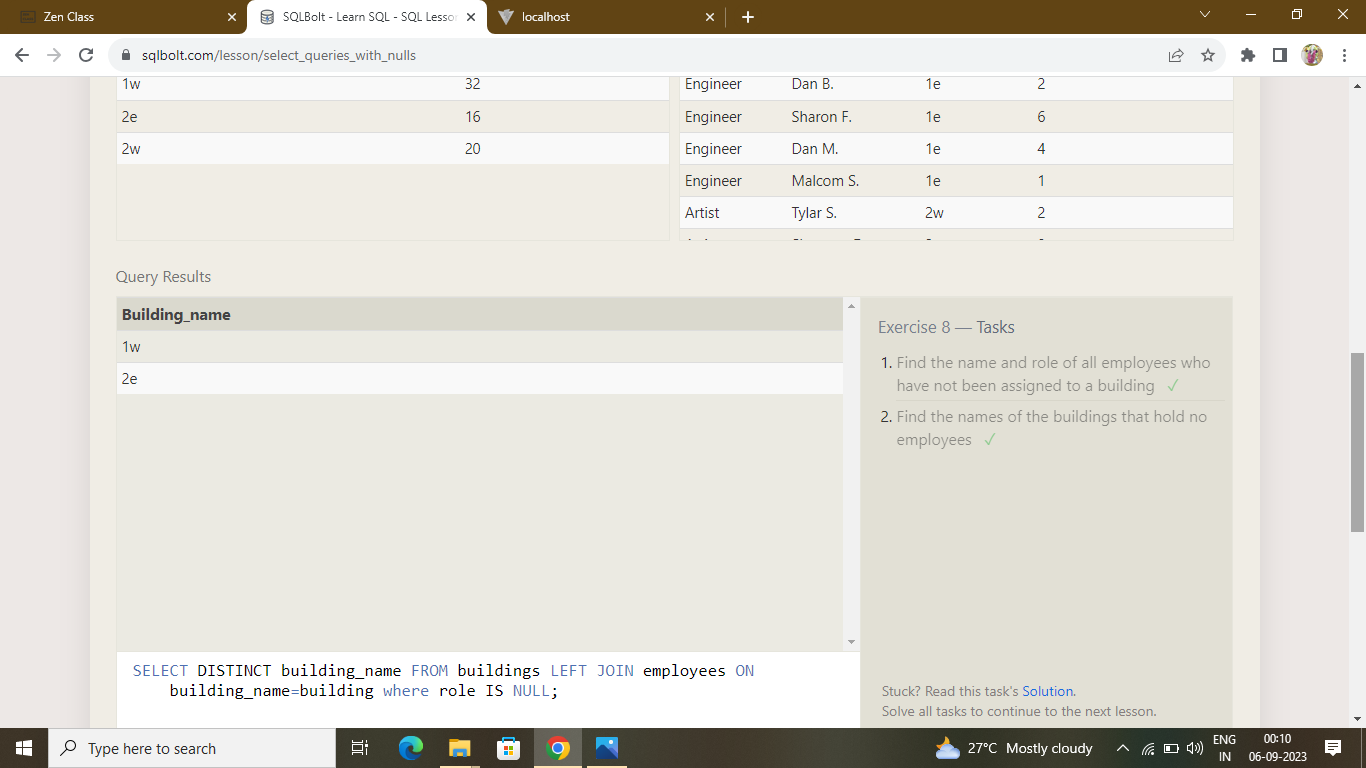 Zen Class
SQLBolt - Learn SQL - SQL Lesson
localhost
sqlbolt.com/lesson/select_queries_with_nulls
1w 32
2e 16
2w 20
Engineer Dan B. 1e 2
Engineer Sharon F. 1e 6
Engineer Dan M. 1e 4
Engineer Malcom S. 1e 1
Artist Tylar S. 2w 2
Query Results
Building_name
1w
2e
Exercise 8 — Tasks
1. Find the name and role of all employees who
have not been assigned to a building ✓
2. Find the names of the buildings that hold no
employees ✓
SELECT DISTINCT building_name FROM buildings LEFT JOIN employees ON
building_name=building where role IS NULL;
Stuck? Read this task's Solution.
Solve all tasks to continue to the next lesson.
Type here to search
27°C Mostly cloudy
ENG
IN
00:10
06-09-2023